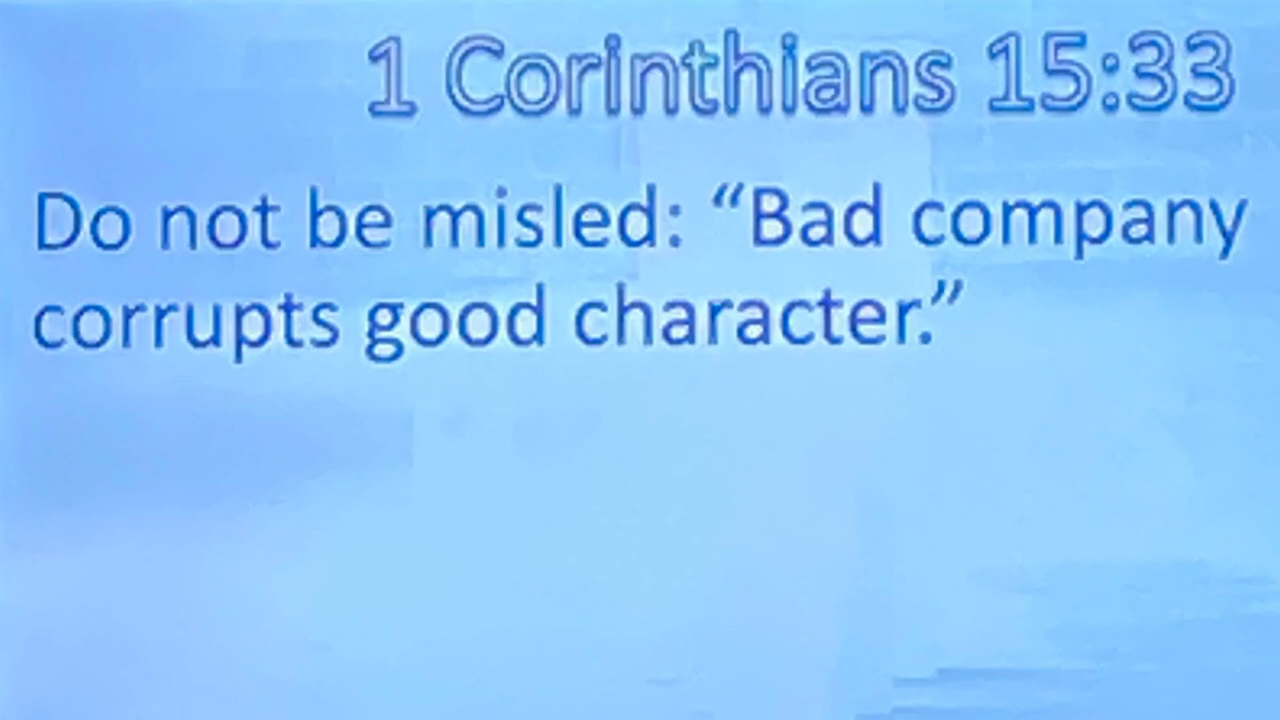 1 Corinthians 15:33
Do not be misled: “Bad company
corrupts good character.”